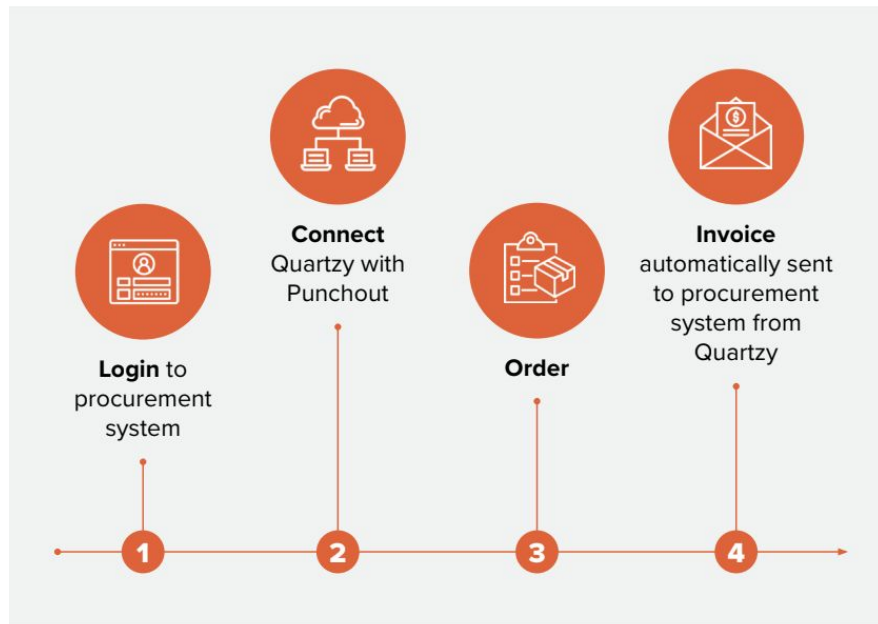 Login to
procurement
system
Connect
Quartzy with
Punchout
Order
Invoice
automatically sent
to procurement
system from
Quartzy
1
2
3
4